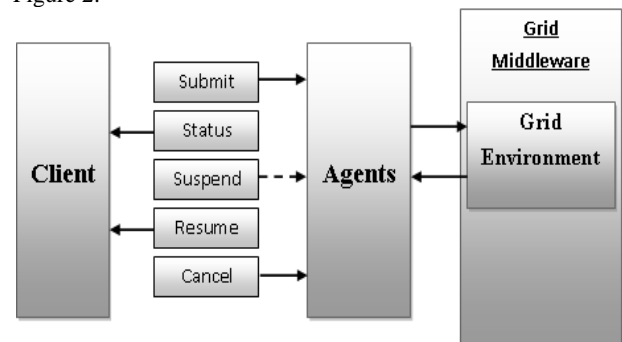 Figure 2.
Client
Submit
Status
Suspend
Resume
Cancel
Agents
Grid
Middleware
Grid
Environment